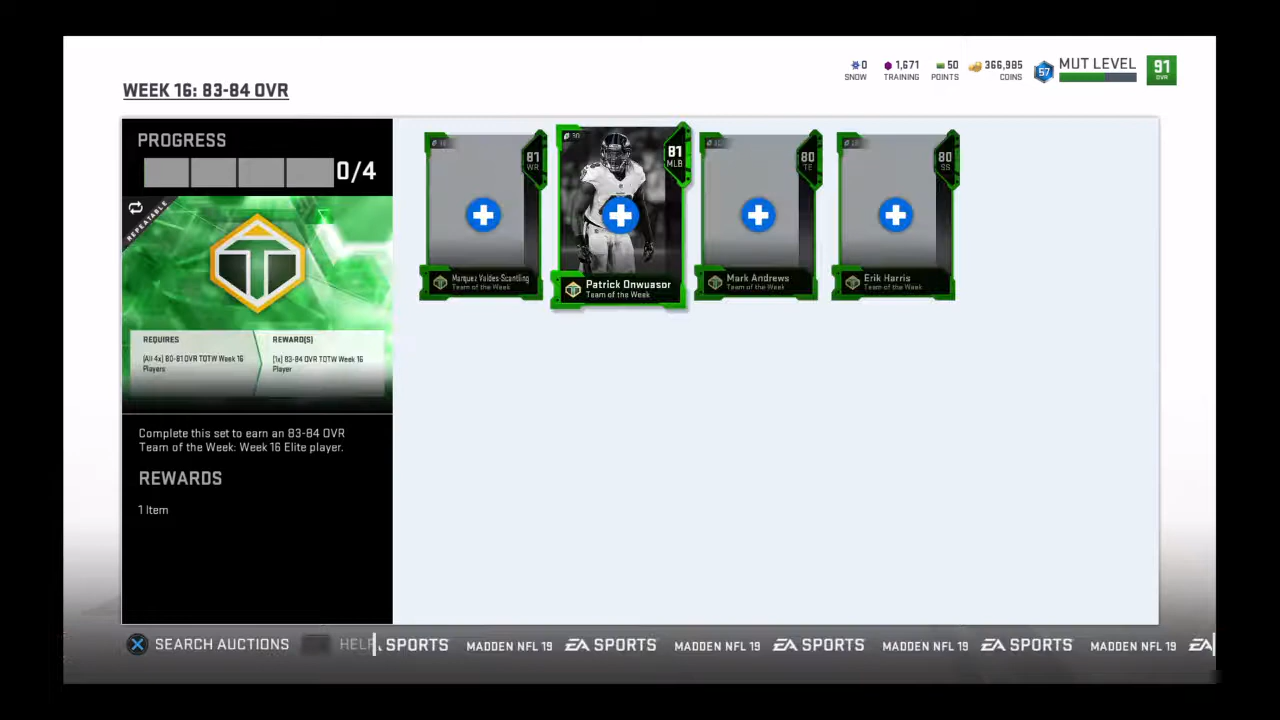 WEEK 16: 83-84 OVR
0
SNOW
1,671
TRAINING
50
POINTS
366,985
COINS
57
MUT LEVEL
91
OVR
PROGRESS
0/4
REPEATABLE
REQUIRES
(All 4x) 80-81 OVR TOTW Week 16
Players
REWARD(S)
(1x) 83-84 OVR TOTW Week 16
Player
Complete this set to earn an 83-84 OVR
Team of the Week: Week 16 Elite player.
REWARDS
1 Item
81
WR
Marquez Valdes-Scantling
Team of the Week
30
81
MLB
Patrick Onwuasor
Team of the Week
80
TE
Mark Andrews
Team of the Week
80
SS
Erik Harris
Team of the Week
SEARCH AUCTIONS
HELP
SPORTS MADDEN NFL 19 EA SPORTS MADDEN NFL 19 EA SPORTS MADDEN NFL 19 EA SPORTS MADDEN NFL 19 EA